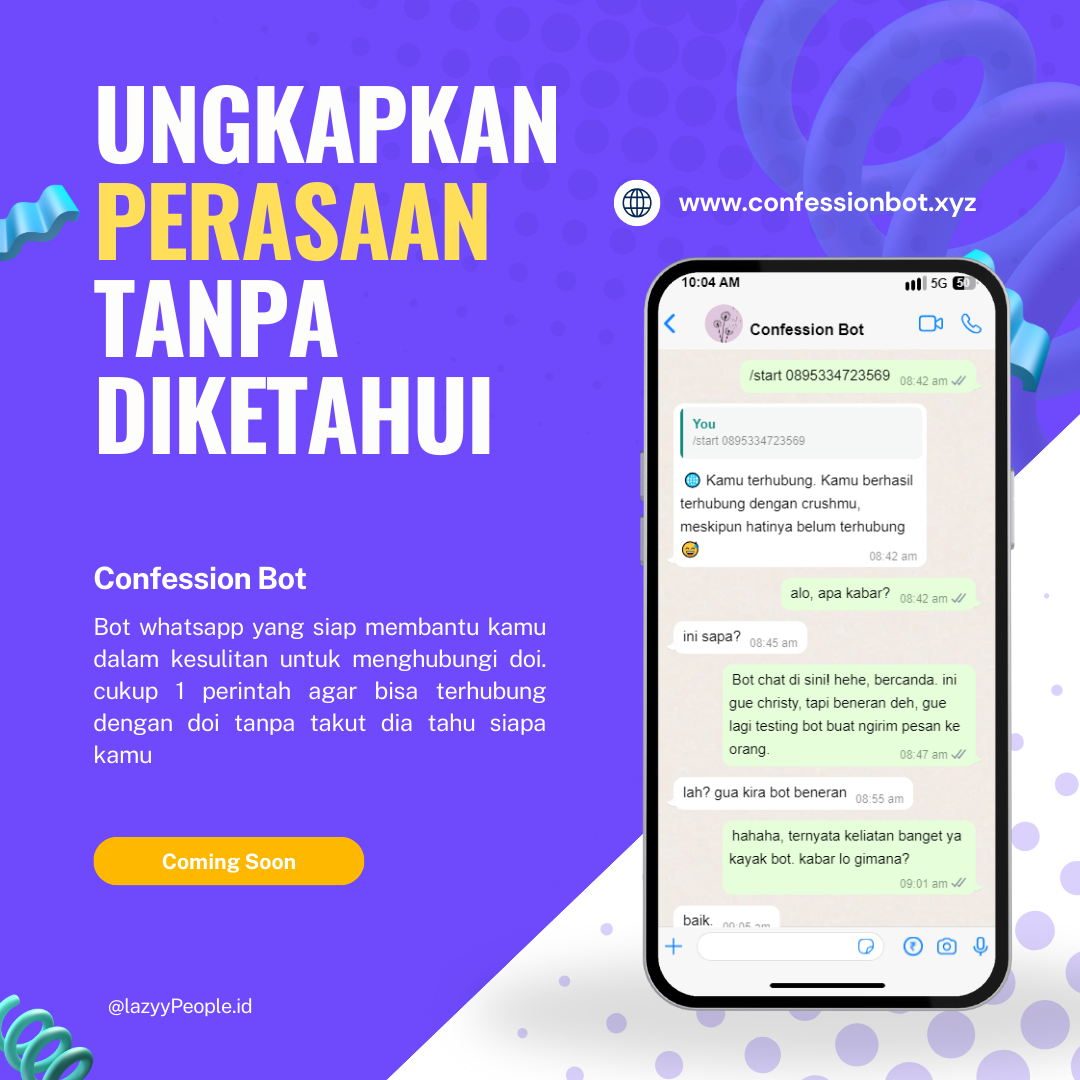 UNGKAPKAN
PERASAAN
TANPA
DIKETAHUI
www.confessionbot.xyz
Confession Bot
Bot whatsapp yang siap membantu kamu
dalam kesulitan untuk menghubungi doi.
cukup 1 perintah agar bisa terhubung
dengan doi tanpa takut dia tahu siapa
kamu
Coming Soon
@lazyyPeople.id
10:04 AM
5G 50
Confession Bot
/start 0895334723569 08:42 am
You
/start 0895334723569
Kamu terhubung. Kamu berhasil
terhubung dengan crushmu,
meskipun hatinya belum terhubung
😅
08:42 am
alo, apa kabar? 08:42 am
ini sapa? 08:45 am
Bot chat di sini! hehe, bercanda. ini
gue christy, tapi beneran deh, gue
lagi testing bot buat ngirim pesan ke
orang. 08:47 am
lah? gua kira bot beneran 08:55 am
hahaha, ternyata keliatan banget ya
kayak bot. kabar lo gimana?
09:01 am
baik. 09:05 am